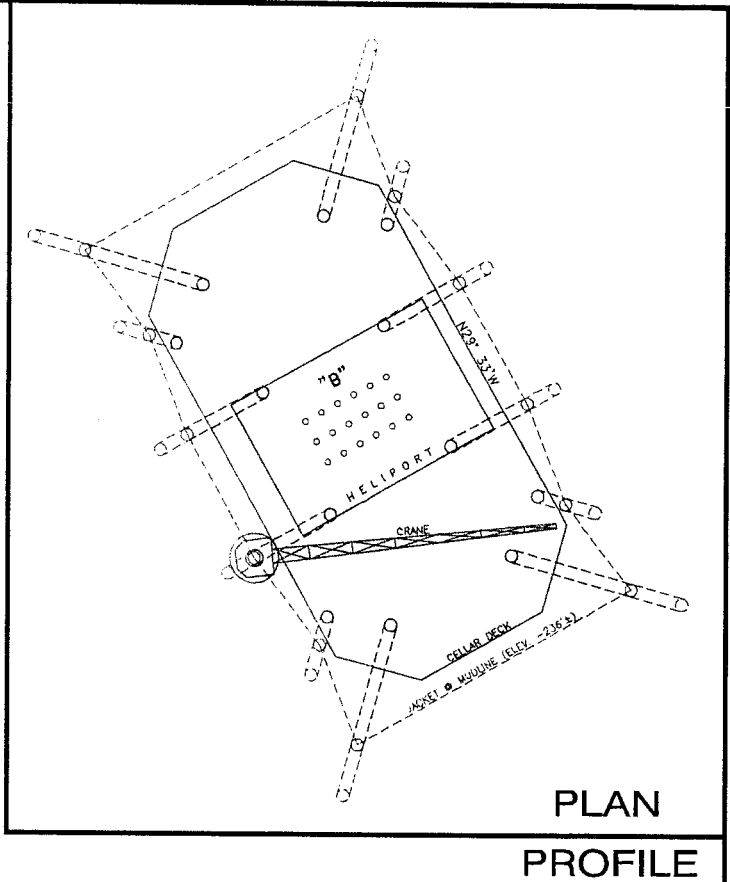 "B"
N29° 33'W
HELIPORT
CRANE
CELLAR DECK
JACKET @ MUDLINE (ELEV. -236'±)
PLAN
PROFILE